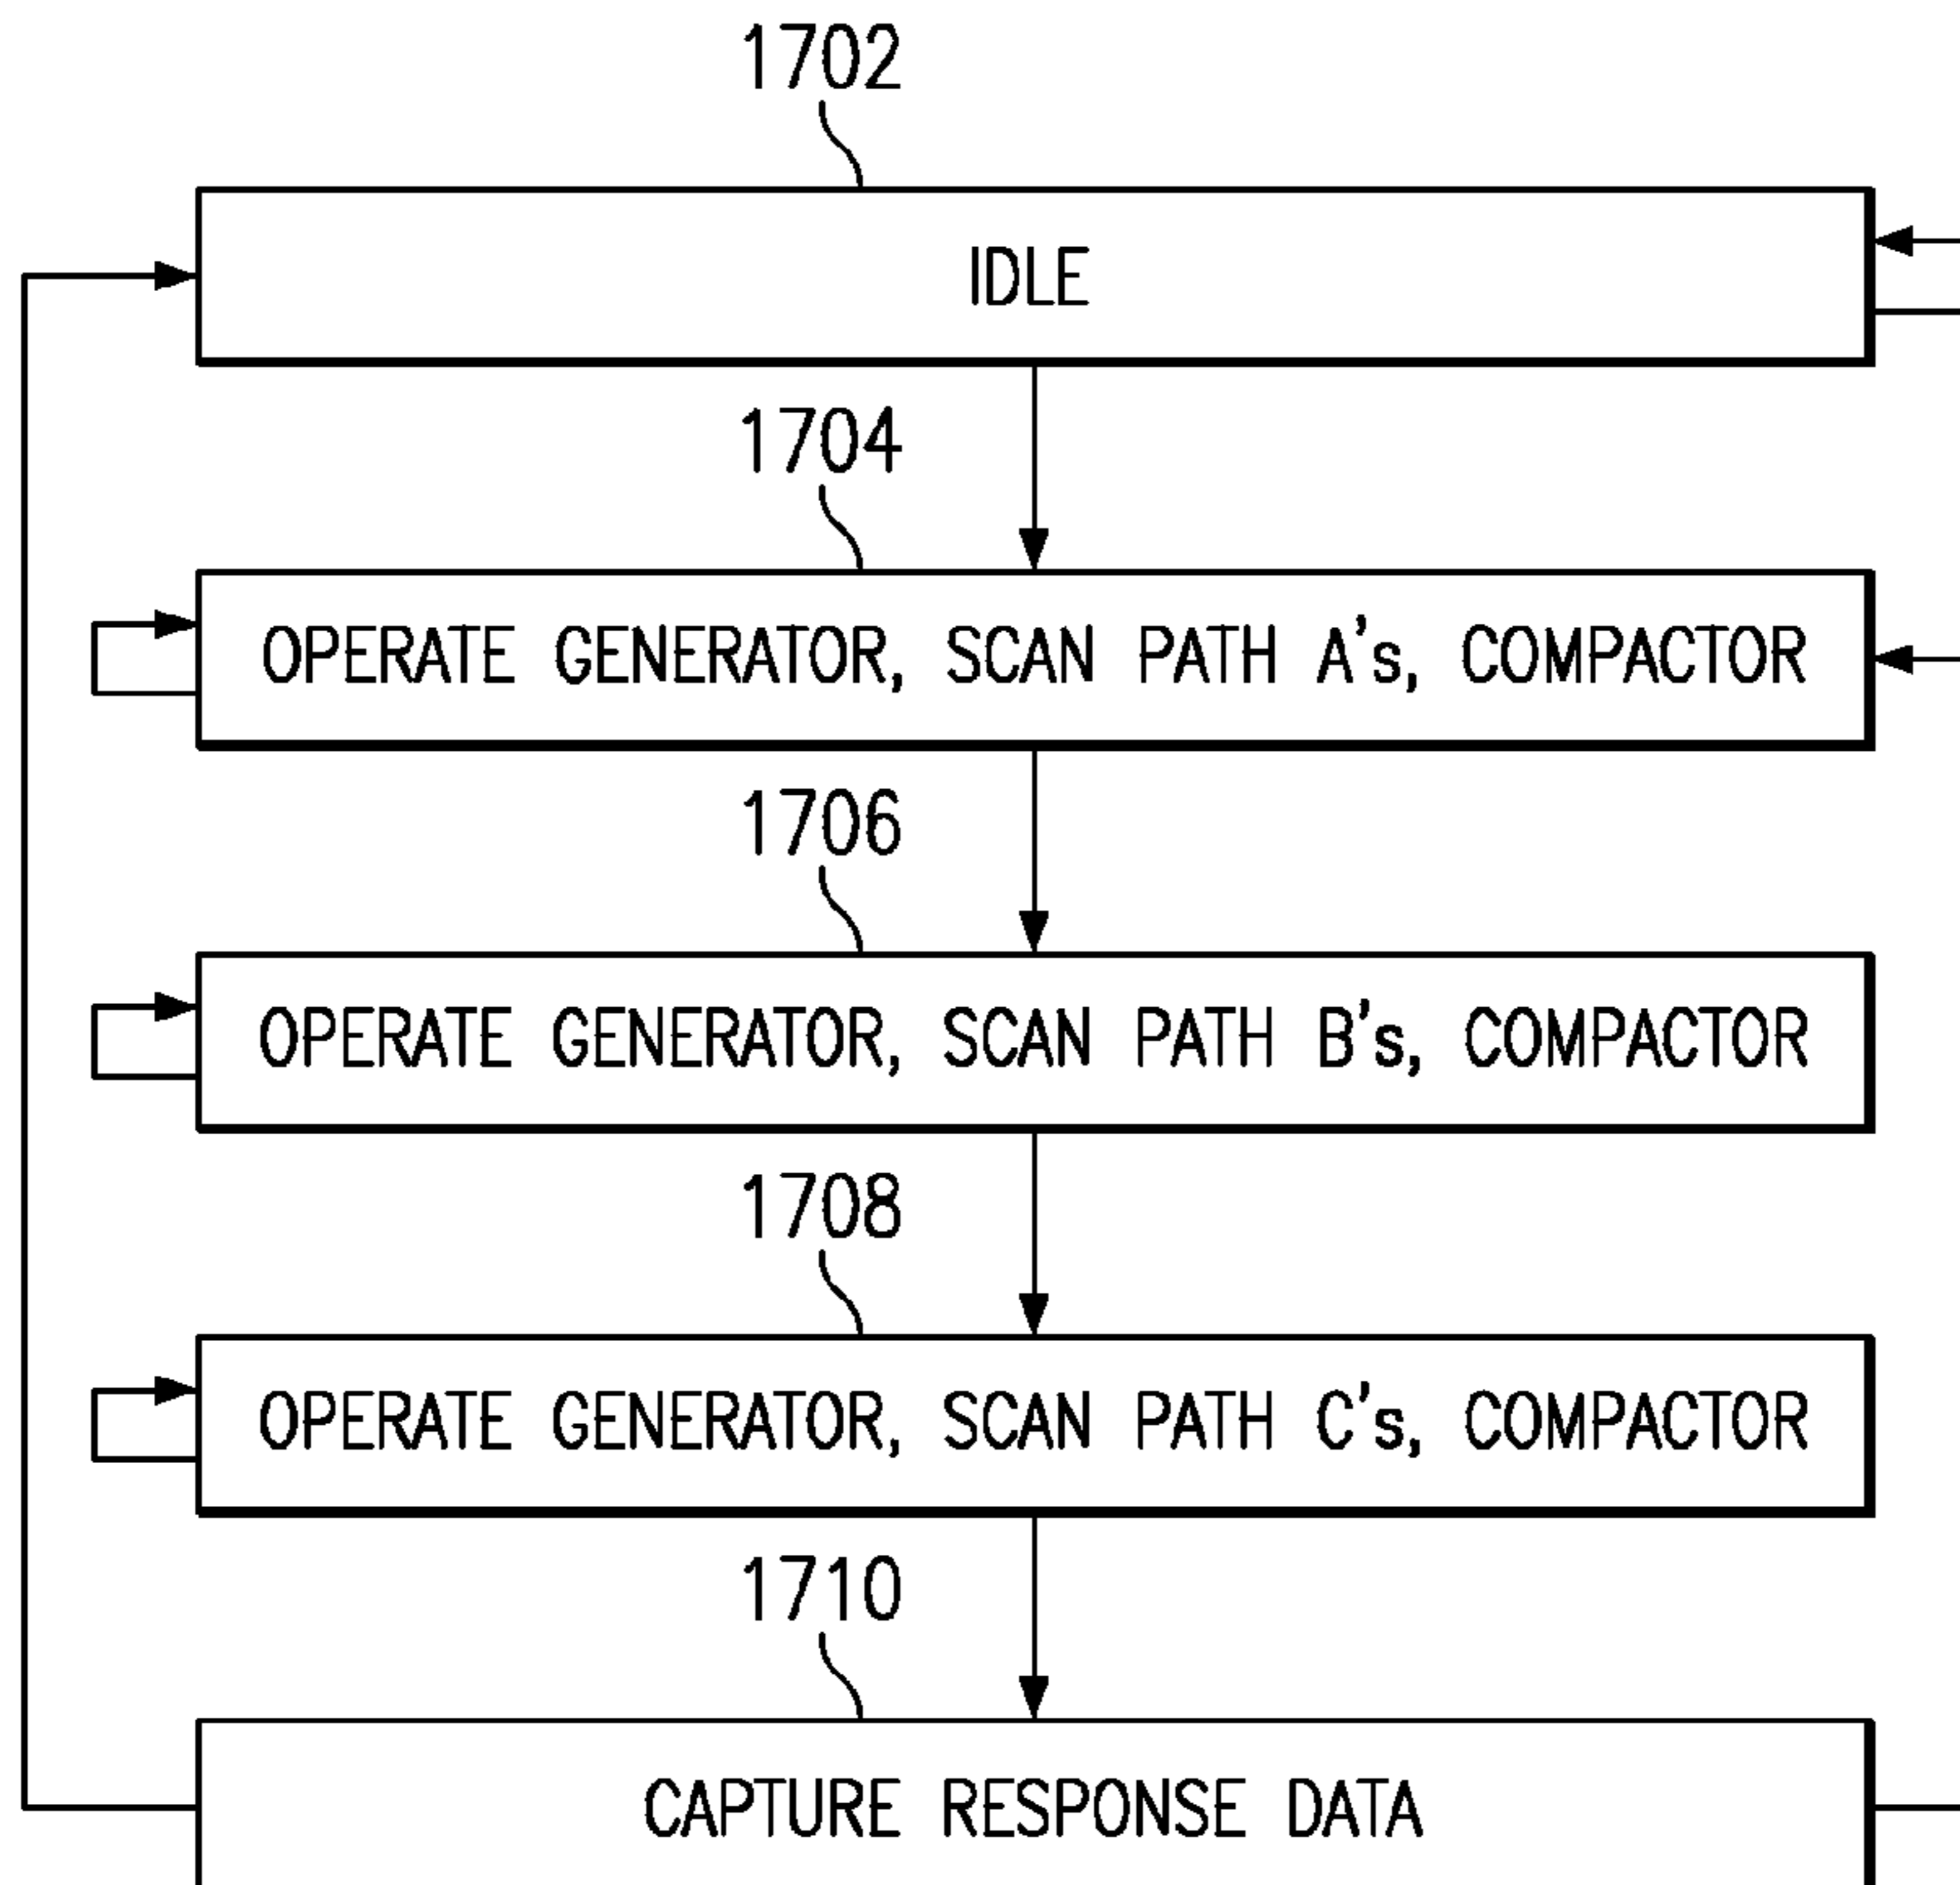 1702
IDLE
1704
OPERATE GENERATOR, SCAN PATH A's, COMPACTOR
1706
OPERATE GENERATOR, SCAN PATH B's, COMPACTOR
1708
OPERATE GENERATOR, SCAN PATH C's, COMPACTOR
1710
CAPTURE RESPONSE DATA